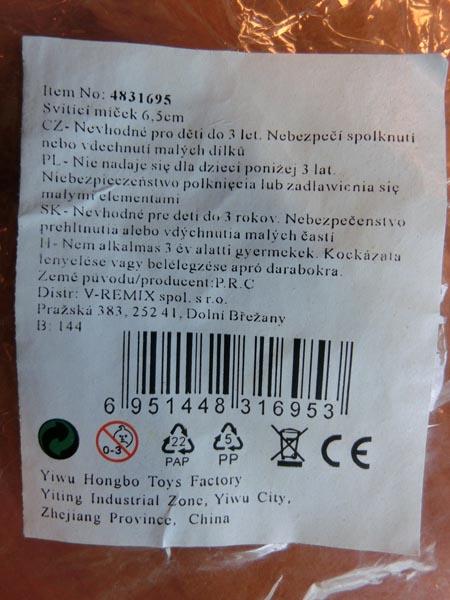 Item No: 4831695
Svítící míček 6,5cm
CZ- Nevhodné pro děti do 3 let. Nebezpečí spolknutí
nebo vdechnutí malých dílků
PL- Nie nadaje się dla dzieci poniżej 3 lat.
Niebezpieczeństwo polknięcia lub zadlawienia się
malymi elementami
SK- Nevhodné pre deti do 3 rokov. Nebezpečenstvo
prehltnutia alebo vdýchnutia malých častí
H- Nem alkalmas 3 év alatti gyermekek. Kockázata
lenyelése vagy belélegzése apró darabokra.
Země původu/producent:P.R.C
Distr: V-REMIX spol. s r.o.
Pražská 383, 252 41, Dolní Břežany
B: 144
6 951448 316953
0-3
22
PAP
5
PP
CE
Yiwu Hongbo Toys Factory
Yiting Industrial Zone, Yiwu City,
Zhejiang Province, China